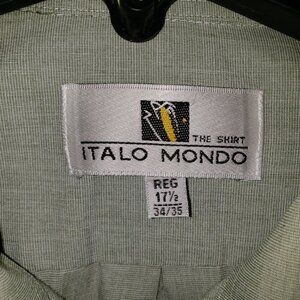 THE SHIRT
ITALO MONDO
REG
17½
34/35